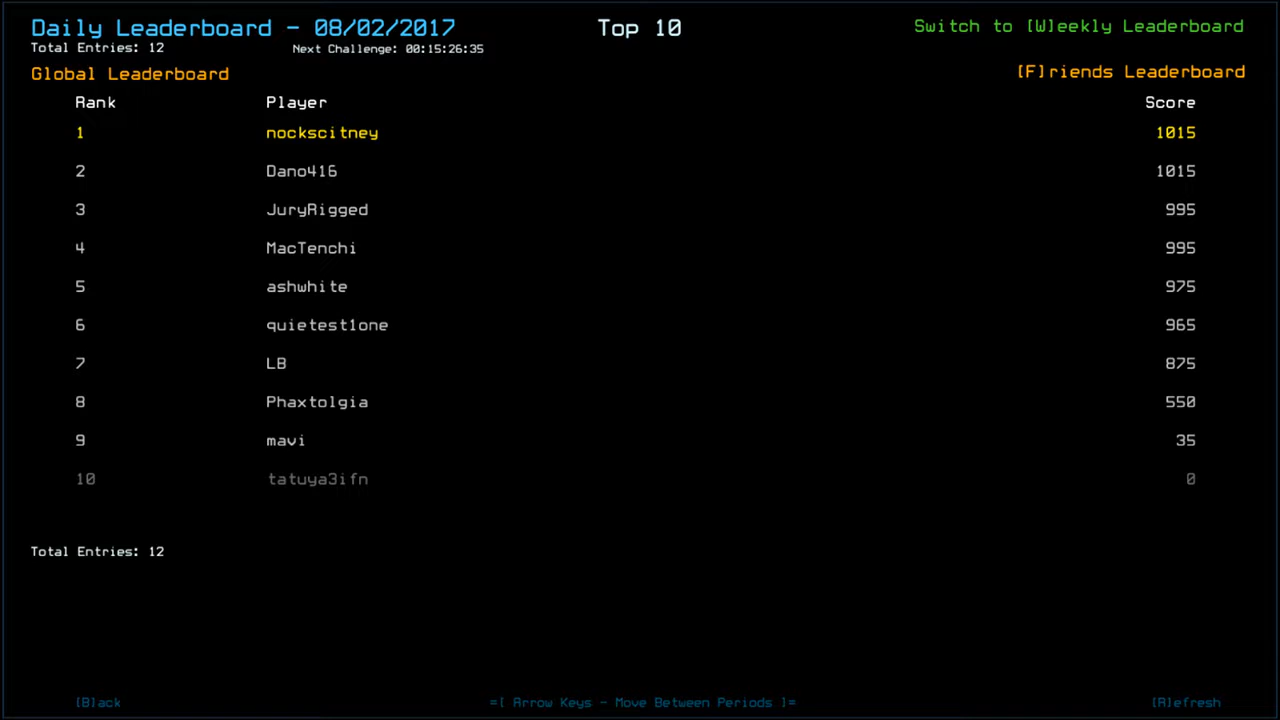 Daily Leaderboard - 08/02/2017 Top 10 Switch to [W]eekly Leaderboard
Total Entries: 12 Next Challenge: 00:15:26:35
Global Leaderboard [F]riends Leaderboard
Rank Player Score
1 nockscitney 1015
2 Dano416 1015
3 JuryRigged 995
4 MacTenchi 995
5 ashwhite 975
6 quietest1one 965
7 LB 875
8 Phaxtolgia 550
9 mavi 35
10 tatuya3ifn 0
Total Entries: 12
[B]ack =[ Arrow Keys - Move Between Periods ]= [R]efresh